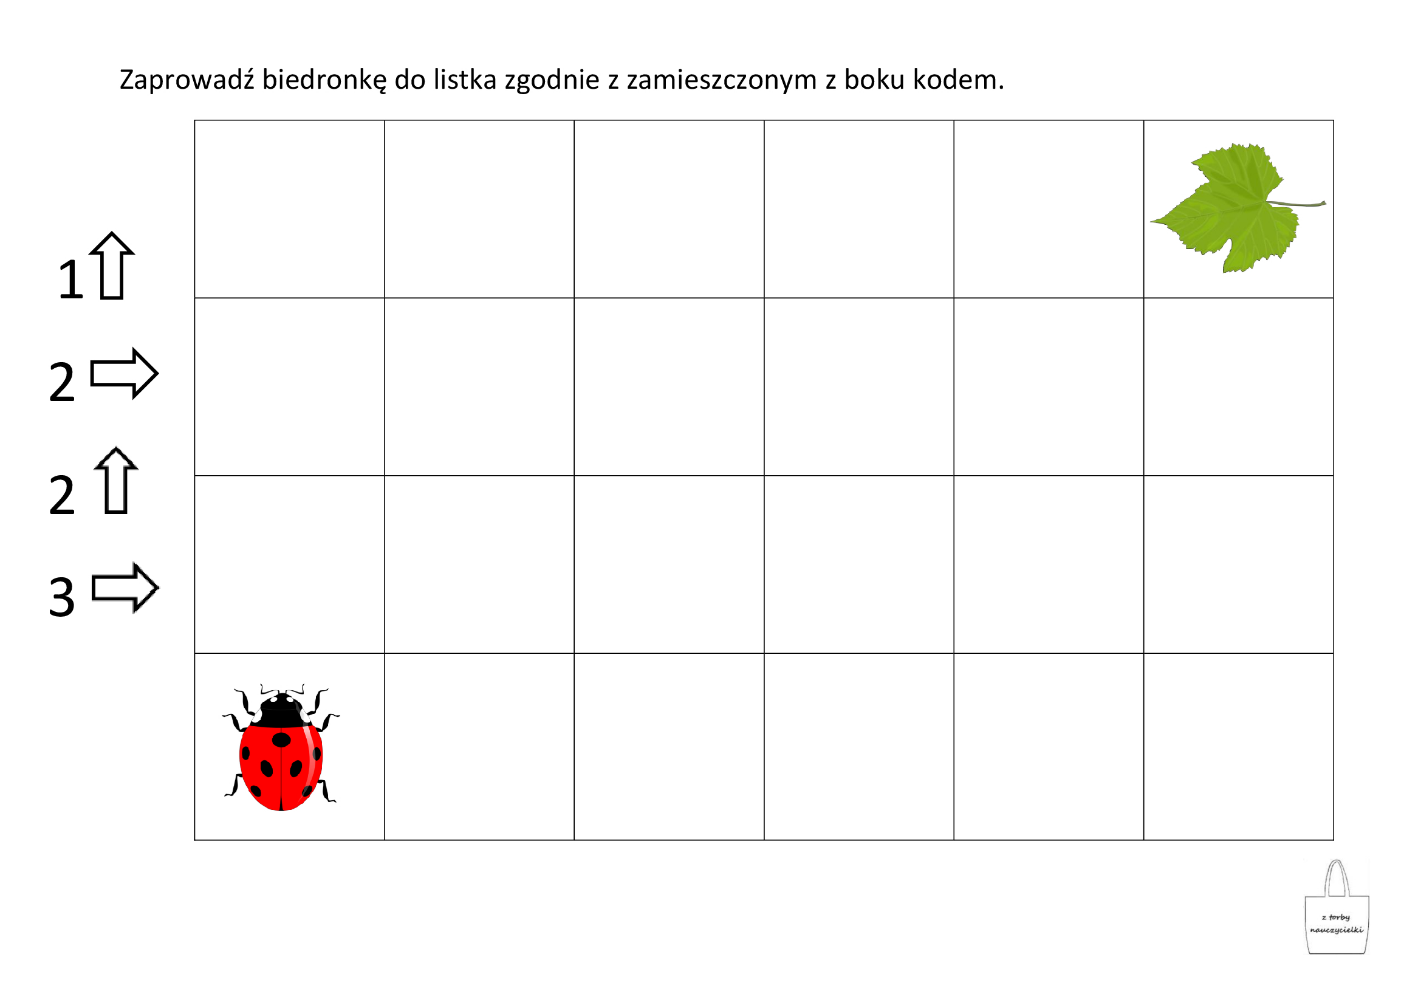 Zaprowadź biedronkę do listka zgodnie z zamieszczonym z boku kodem.
1
2
2
3
z torby
nauczycielki